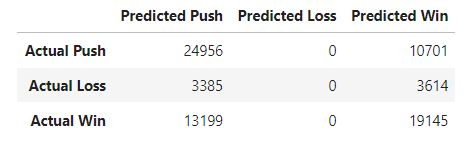 Predicted Push Predicted Loss Predicted Win
Actual Push 24956 0 10701
Actual Loss 3385 0 3614
Actual Win 13199 0 19145